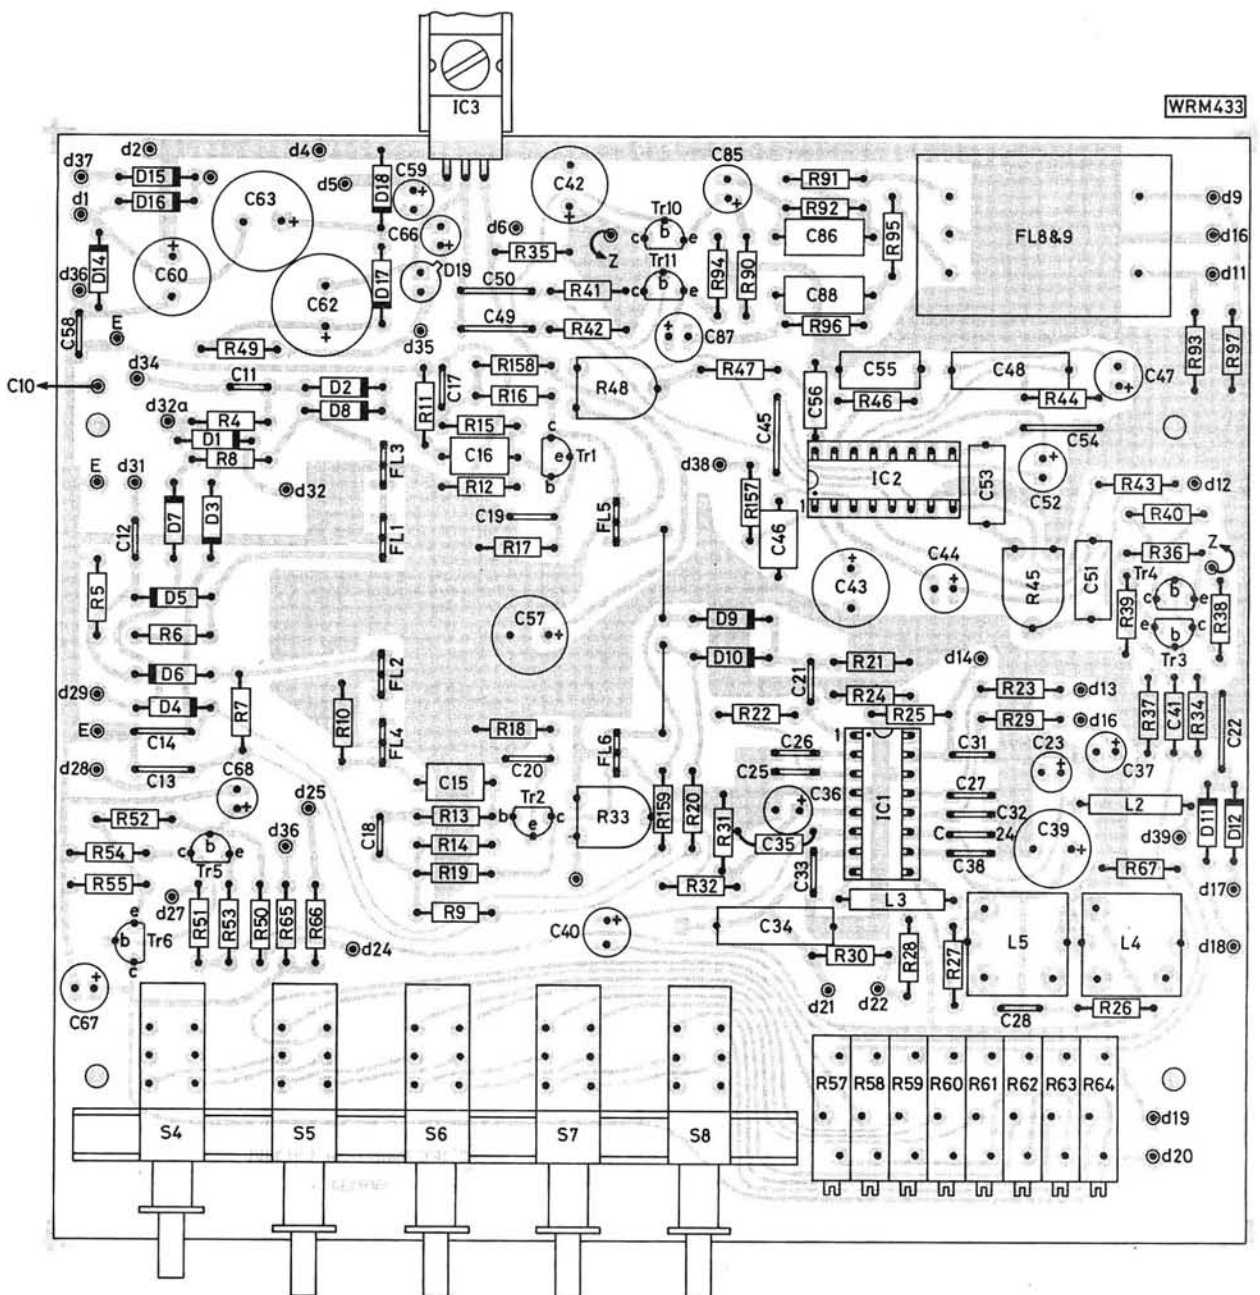 IC3
WRM433
d37
d2
d4
C59
C42
C85
D15
d5
D18
R91
d1
D16
C63
C66
d6
Tr10
c
b
e
R92
R95
d9
R35
Z
C86
FL8&9
d16
D14
C60
?D19
Tr11
R94
R90
d36
C50
R41
c
b
e
C88
d11
C58
E
C62
D17
C49
R42
C87
R96
R93
R97
R49
d35
R158
R47
C55
C48
C47
C10
d34
C11
D2
R11
C17
R16
R48
C56
R46
R44
d32a
R4
D8
R15
C45
C54
D1
R8
FL3
C16
c
e
Tr1
b
d38
IC2
C53
C52
E
d31
d32
R12
R157
R43
d12
C12
D7
D3
FL1
C19
FL5
1
1
C46
R40
R17
R36
Z
R5
D5
C57
C43
C44
R45
C51
Tr4
c
b
e
R39
R38
R6
D9
e
b
c
Tr3
D6
D10
d14
d29
D4
R7
R10
FL2
C21
R21
R24
R23
d13
R37
C41
R34
C22
E
C14
FL4
R18
FL6
R22
R25
R29
d16
d28
C13
C20
C26
1
C31
C23
C37
C68
C15
C25
C27
d25
C36
IC1
C32
L2
R52
C18
R13
Tr2
b
c
e
R33
R159
R20
R31
C 24
C39
d39
D11
D12
R54
c
b
e
Tr5
d36
R14
C35
C38
R67
R55
R19
R32
C33
d17
d27
R51
R53
R50
R65
R66
R9
L3
e
b
Tr6
c
d24
C40
C34
R28
R27
L5
L4
d18
R30
C67
d21
d22
C28
R26
R57
R58
R59
R60
R61
R62
R63
R64
d19
S4
S5
S6
S7
S8
d20